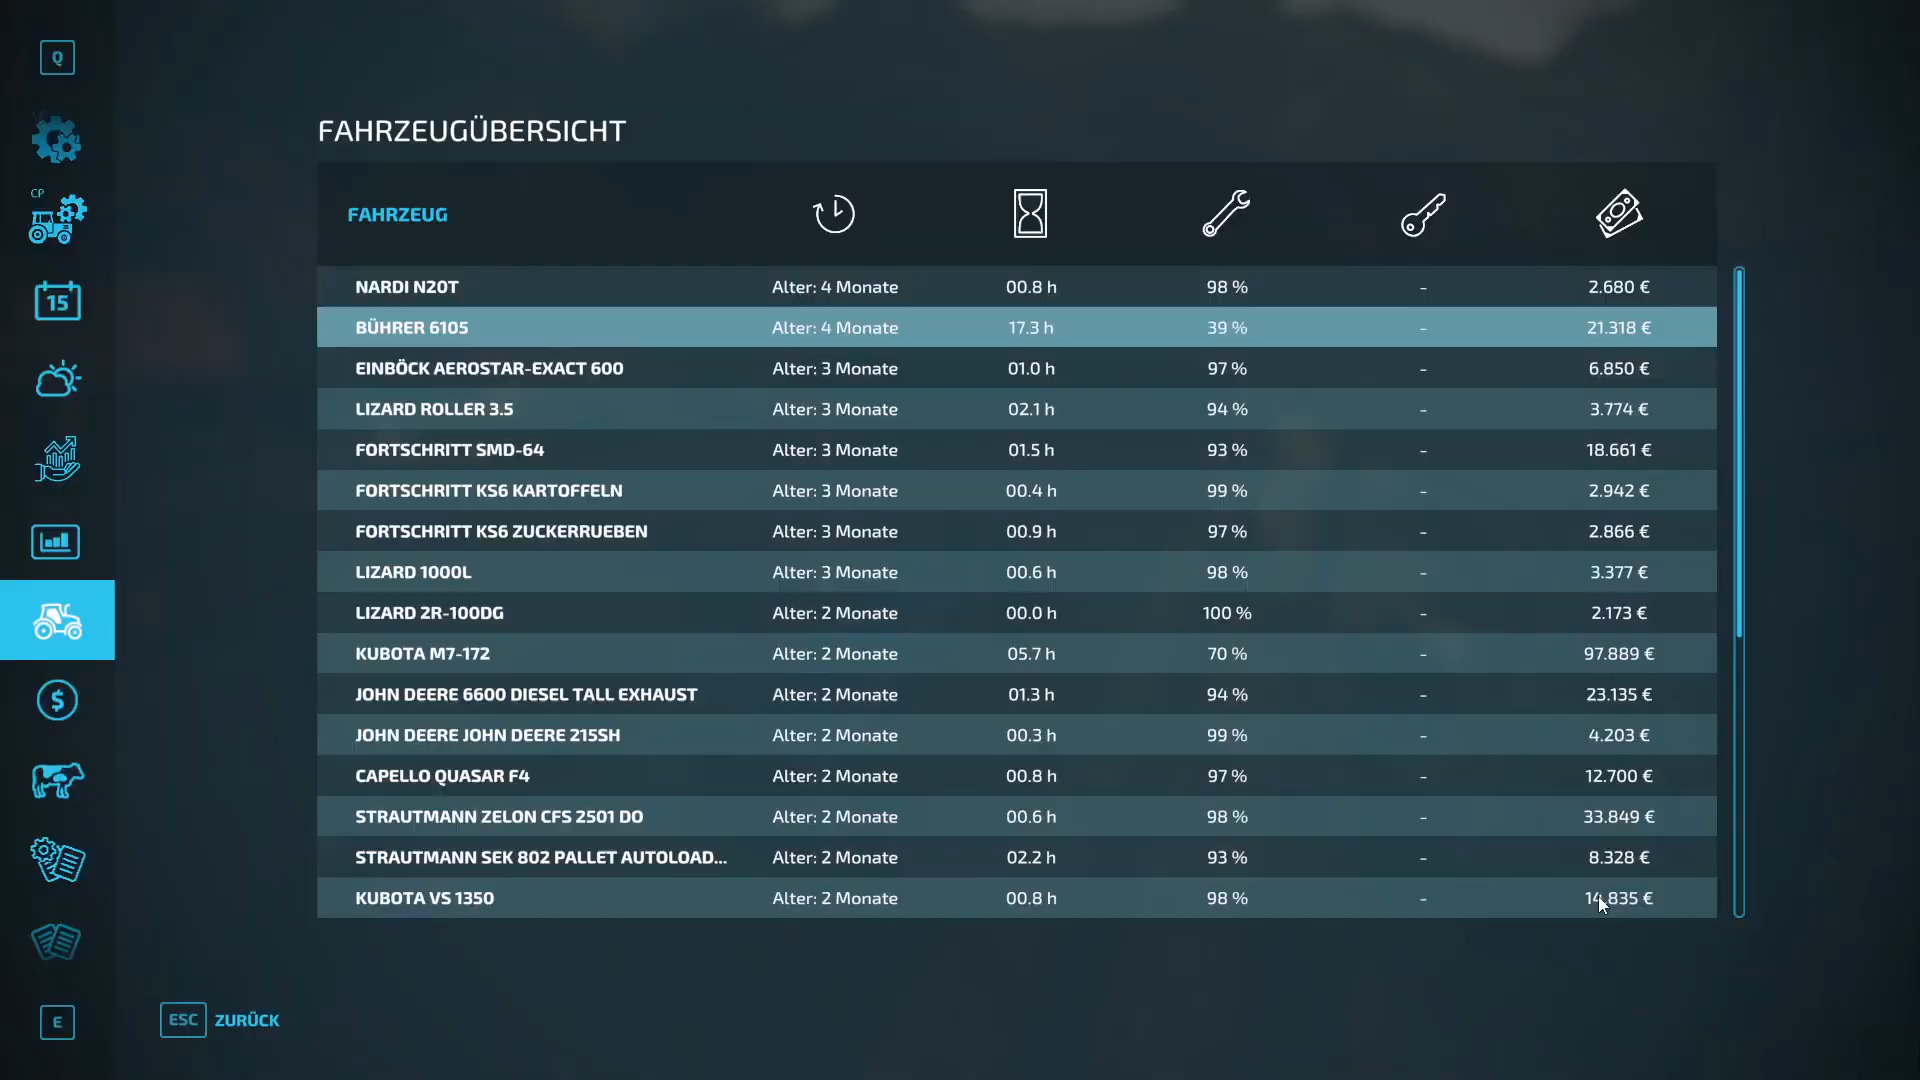 Q
CP
15
$
E
FAHRZEUGÜBERSICHT
FAHRZEUG
NARDI N20T Alter: 4 Monate 00.8 h 98 % - 2.680 €
BÜHRER 6105 Alter: 4 Monate 17.3 h 39 % - 21.318 €
EINBÖCK AEROSTAR-EXACT 600 Alter: 3 Monate 01.0 h 97 % - 6.850 €
LIZARD ROLLER 3.5 Alter: 3 Monate 02.1 h 94 % - 3.774 €
FORTSCHRITT SMD-64 Alter: 3 Monate 01.5 h 93 % - 18.661 €
FORTSCHRITT KS6 KARTOFFELN Alter: 3 Monate 00.4 h 99 % - 2.942 €
FORTSCHRITT KS6 ZUCKERRUEBEN Alter: 3 Monate 00.9 h 97 % - 2.866 €
LIZARD 1000L Alter: 3 Monate 00.6 h 98 % - 3.377 €
LIZARD 2R-100DG Alter: 2 Monate 00.0 h 100 % - 2.173 €
KUBOTA M7-172 Alter: 2 Monate 05.7 h 70 % - 97.889 €
JOHN DEERE 6600 DIESEL TALL EXHAUST Alter: 2 Monate 01.3 h 94 % - 23.135 €
JOHN DEERE JOHN DEERE 215SH Alter: 2 Monate 00.3 h 99 % - 4.203 €
CAPELLO QUASAR F4 Alter: 2 Monate 00.8 h 97 % - 12.700 €
STRAUTMANN ZELON CFS 2501 DO Alter: 2 Monate 00.6 h 98 % - 33.849 €
STRAUTMANN SEK 802 PALLET AUTOLOAD... Alter: 2 Monate 02.2 h 93 % - 8.328 €
KUBOTA VS 1350 Alter: 2 Monate 00.8 h 98 % - 14.835 €
ESC ZURÜCK